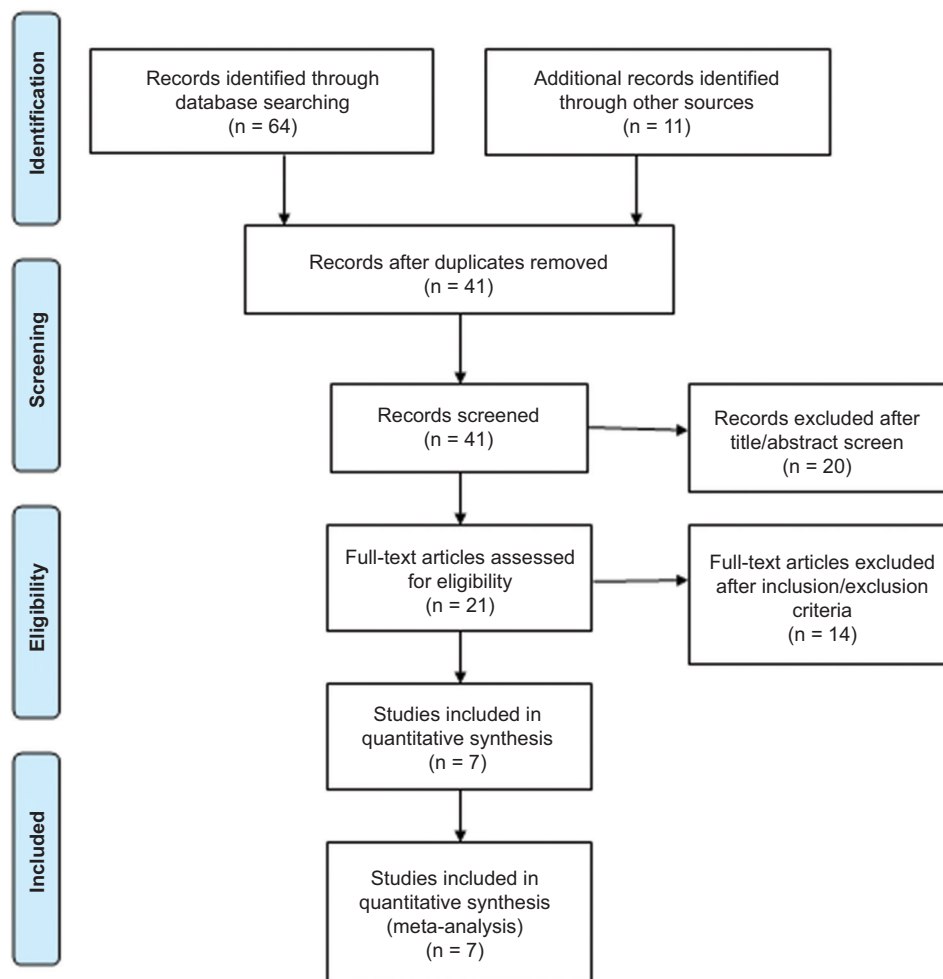 Identification
Records identified through
database searching
(n = 64)
Additional records identified
through other sources
(n = 11)
Records after duplicates removed
(n = 41)
Screening
Records screened
(n = 41)
Records excluded after
title/abstract screen
(n = 20)
Eligibility
Full-text articles assessed
for eligibility
(n = 21)
Full-text articles excluded
after inclusion/exclusion
criteria
(n = 14)
Studies included in
quantitative synthesis
(n = 7)
Included
Studies included in
quantitative synthesis
(meta-analysis)
(n = 7)